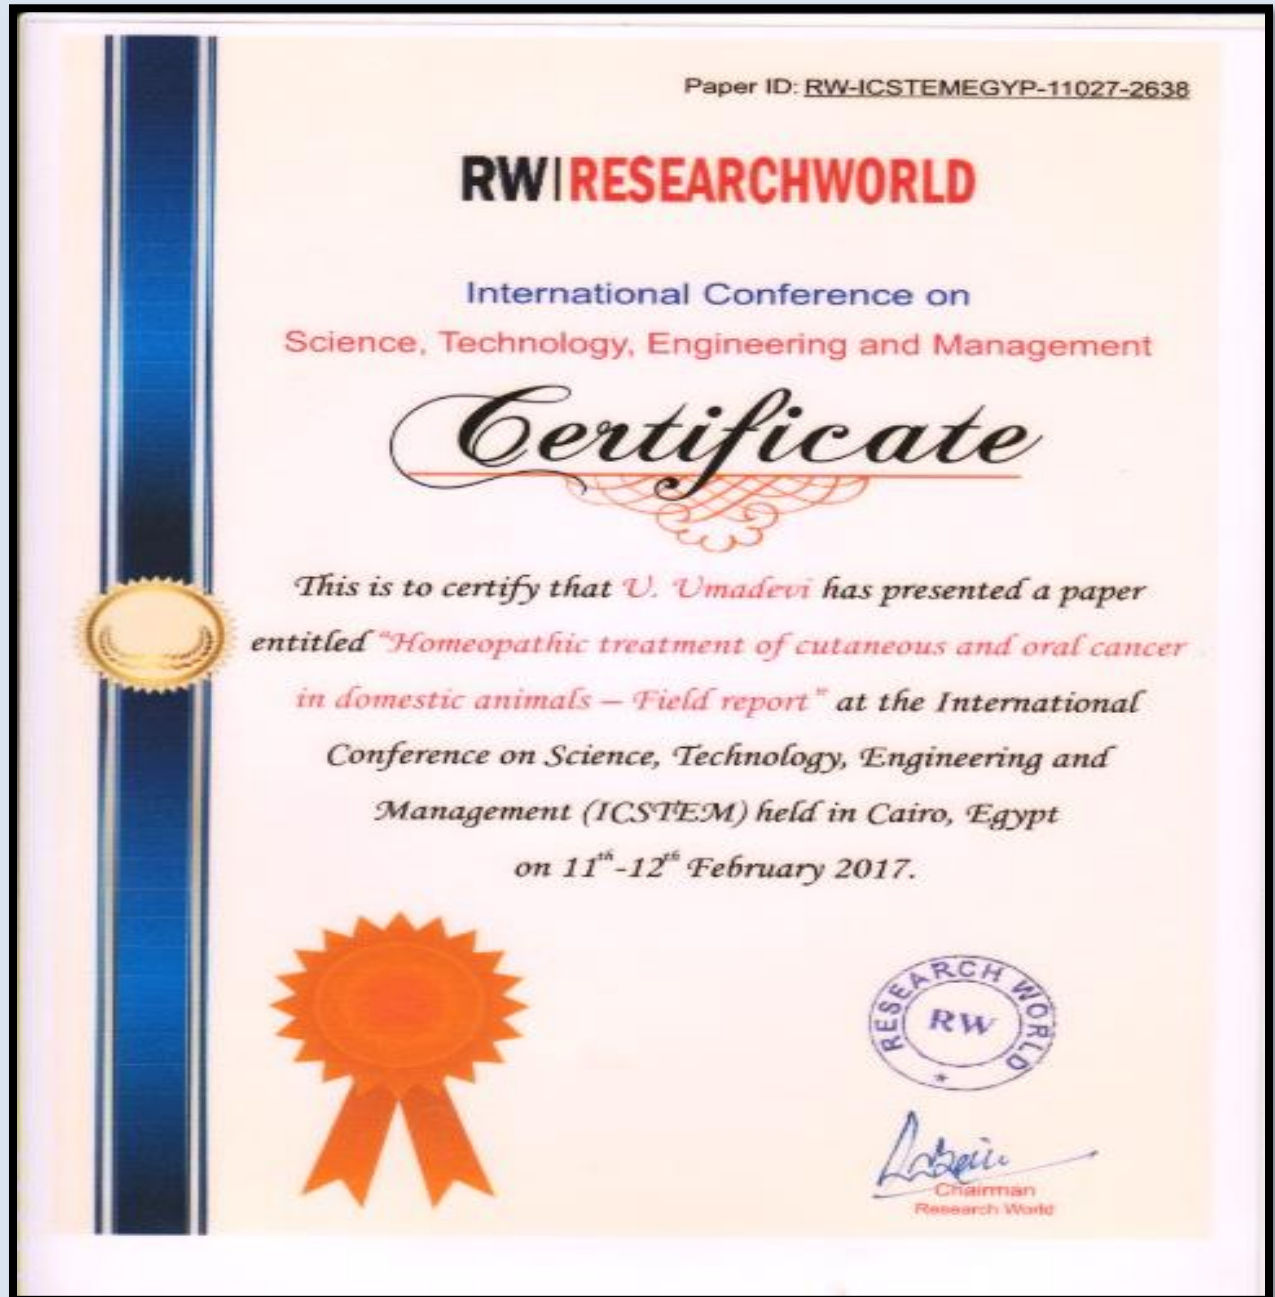 Paper ID: RW-ICSTEMEGYP-11027-2638
RW|RESEARCHWORLD
International Conference on
Science, Technology, Engineering and Management
Certificate
This is to certify that U. Umadevi has presented a paper
entitled "Homeopathic treatment of cutaneous and oral cancer
in domestic animals – Field report" at the International
Conference on Science, Technology, Engineering and
Management (ICSTEM) held in Cairo, Egypt
on 11th-12th February 2017.
RESEARCH WORLD
RW
Chairman
Research World